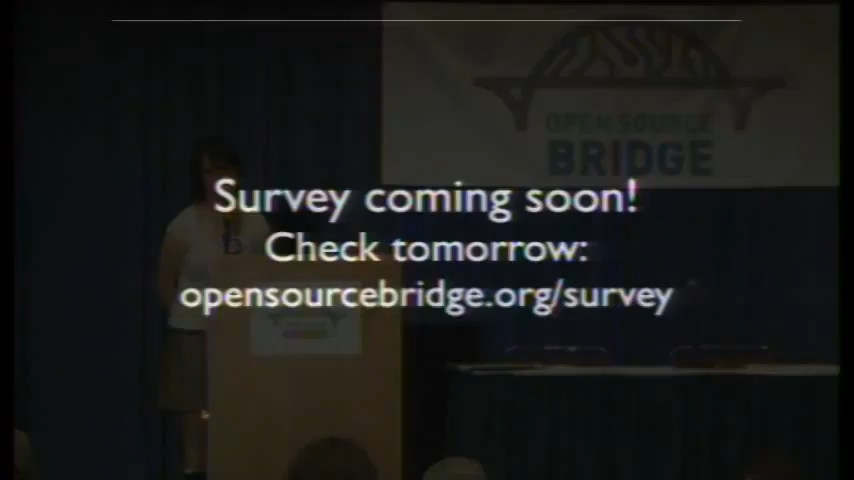 OPEN SOURCE
BRIDGE
Survey coming soon!
Check tomorrow:
opensourcebridge.org/survey